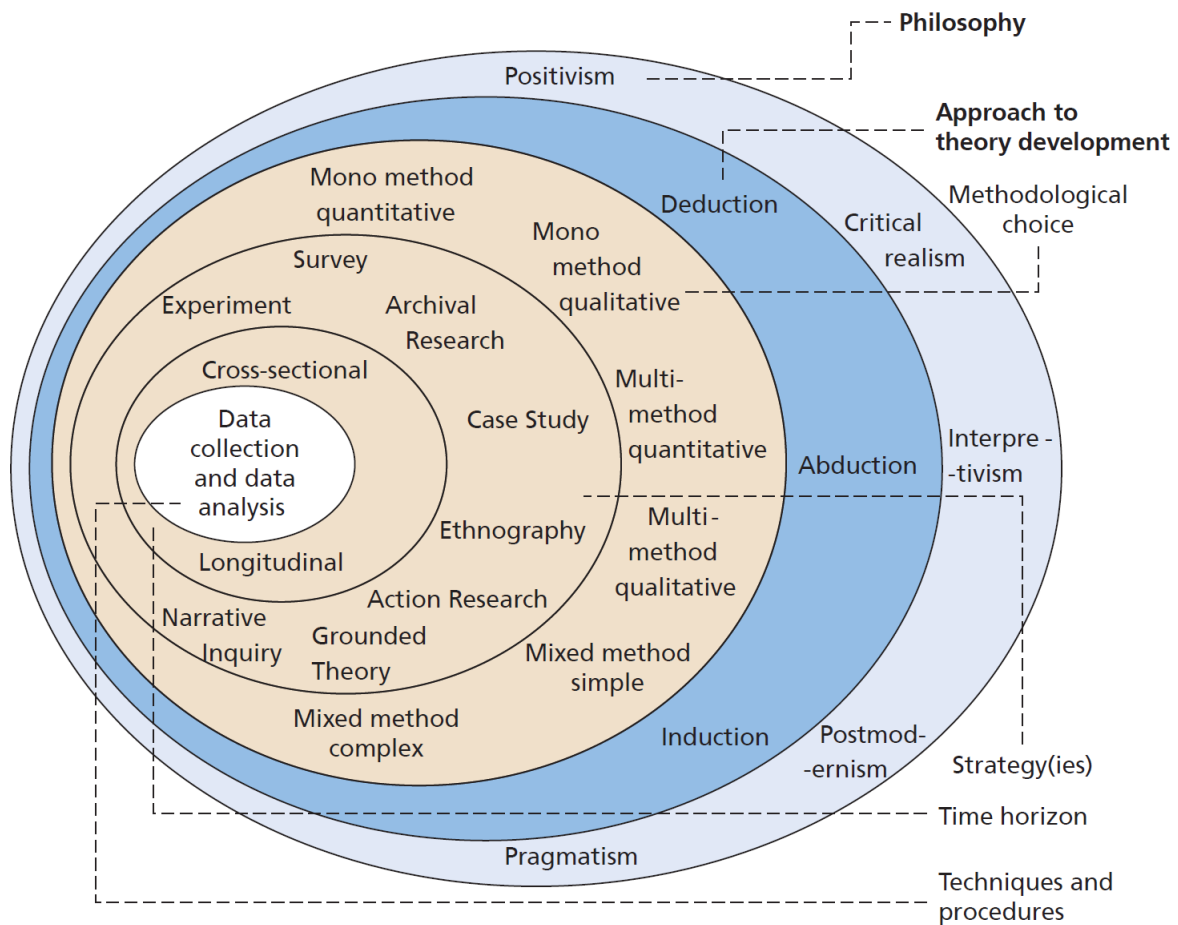 Philosophy
Positivism
Approach to
theory development
Mono method
quantitative
Deduction
Methodological
choice
Critical
realism
Mono
method
qualitative
Survey
Experiment
Archival
Research
Cross-sectional
Multi-
method
quantitative
Data
collection
and data
analysis
Case Study
Abduction
Interpre -
-tivism
Ethnography
Multi-
method
qualitative
Longitudinal
Action Research
Narrative
Inquiry
Grounded
Theory
Mixed method
simple
Mixed method
complex
Induction
Postmod-
-ernism
Strategy(ies)
Time horizon
Pragmatism
Techniques and
procedures